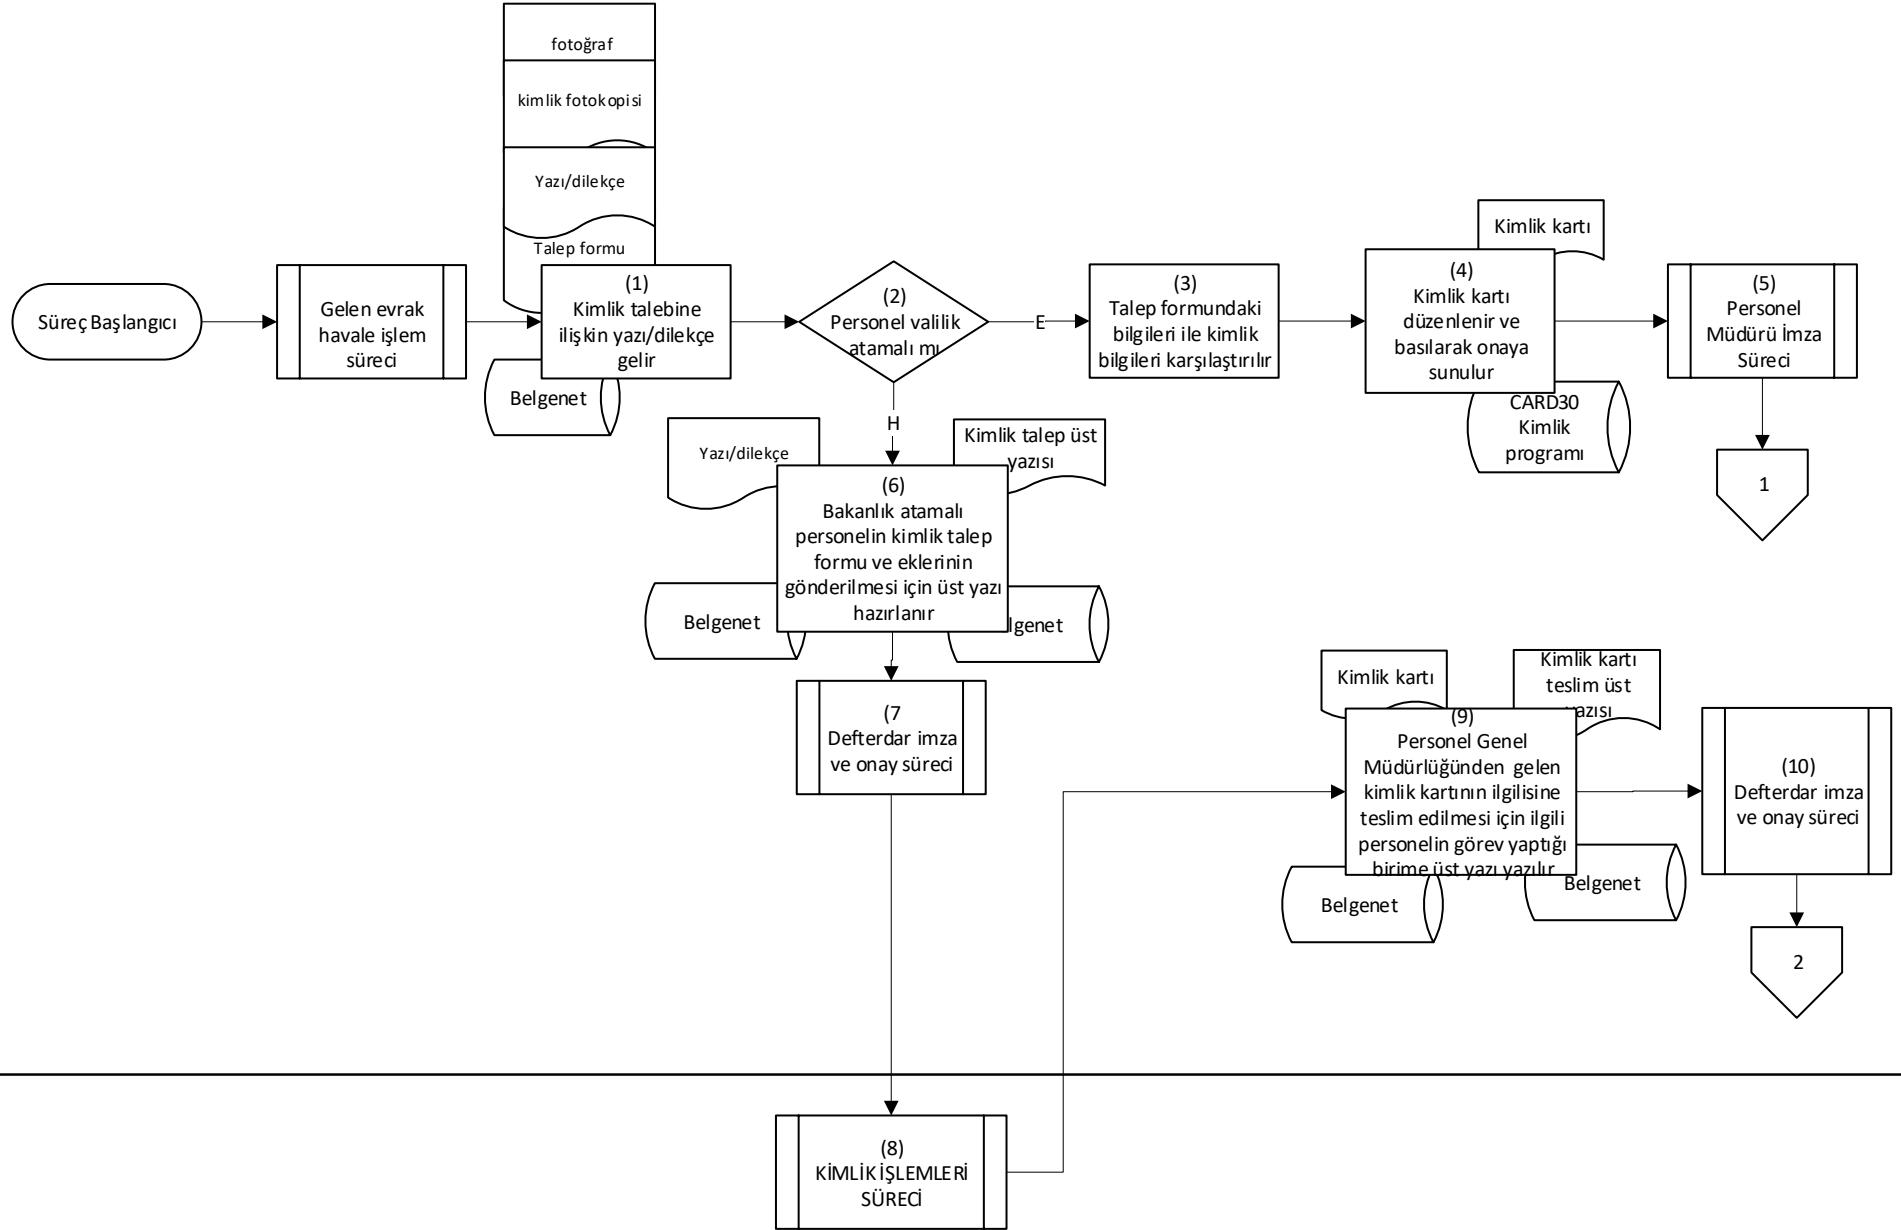 fotoğraf
kimlik fotokopisi
Yazı/dilekçe
Talep formu
Süreç Başlangıcı
Gelen evrak
havale işlem
süreci
(1)
Kimlik talebine
ilişkin yazı/dilekçe
gelir
Belgenet
(2)
Personel valilik
atamalı mı
E
H
(3)
Talep formundaki
bilgileri ile kimlik
bilgileri karşılaştırılır
Kimlik kartı
(4)
Kimlik kartı
düzenlenir ve
basılarak onaya
sunulur
CARD30
Kimlik
programı
(5)
Personel
Müdürü İmza
Süreci
1
Yazı/dilekçe
Kimlik talep üst
yazısı
(6)
Bakanlık atamalı
personelin kimlik talep
formu ve eklerinin
gönderilmesi için üst yazı
hazırlanır
Belgenet
lgenet
(7
Defterdar imza
ve onay süreci
Kimlik kartı
Kimlik kartı
teslim üst
yazısı
(9)
Personel Genel
Müdürlüğünden gelen
kimlik kartının ilgilisine
teslim edilmesi için ilgili
personelin görev yaptığı
birime üst yazı yazılır
Belgenet
Belgenet
(10)
Defterdar imza
ve onay süreci
2
(8)
KİMLİK İŞLEMLERİ
SÜRECİ